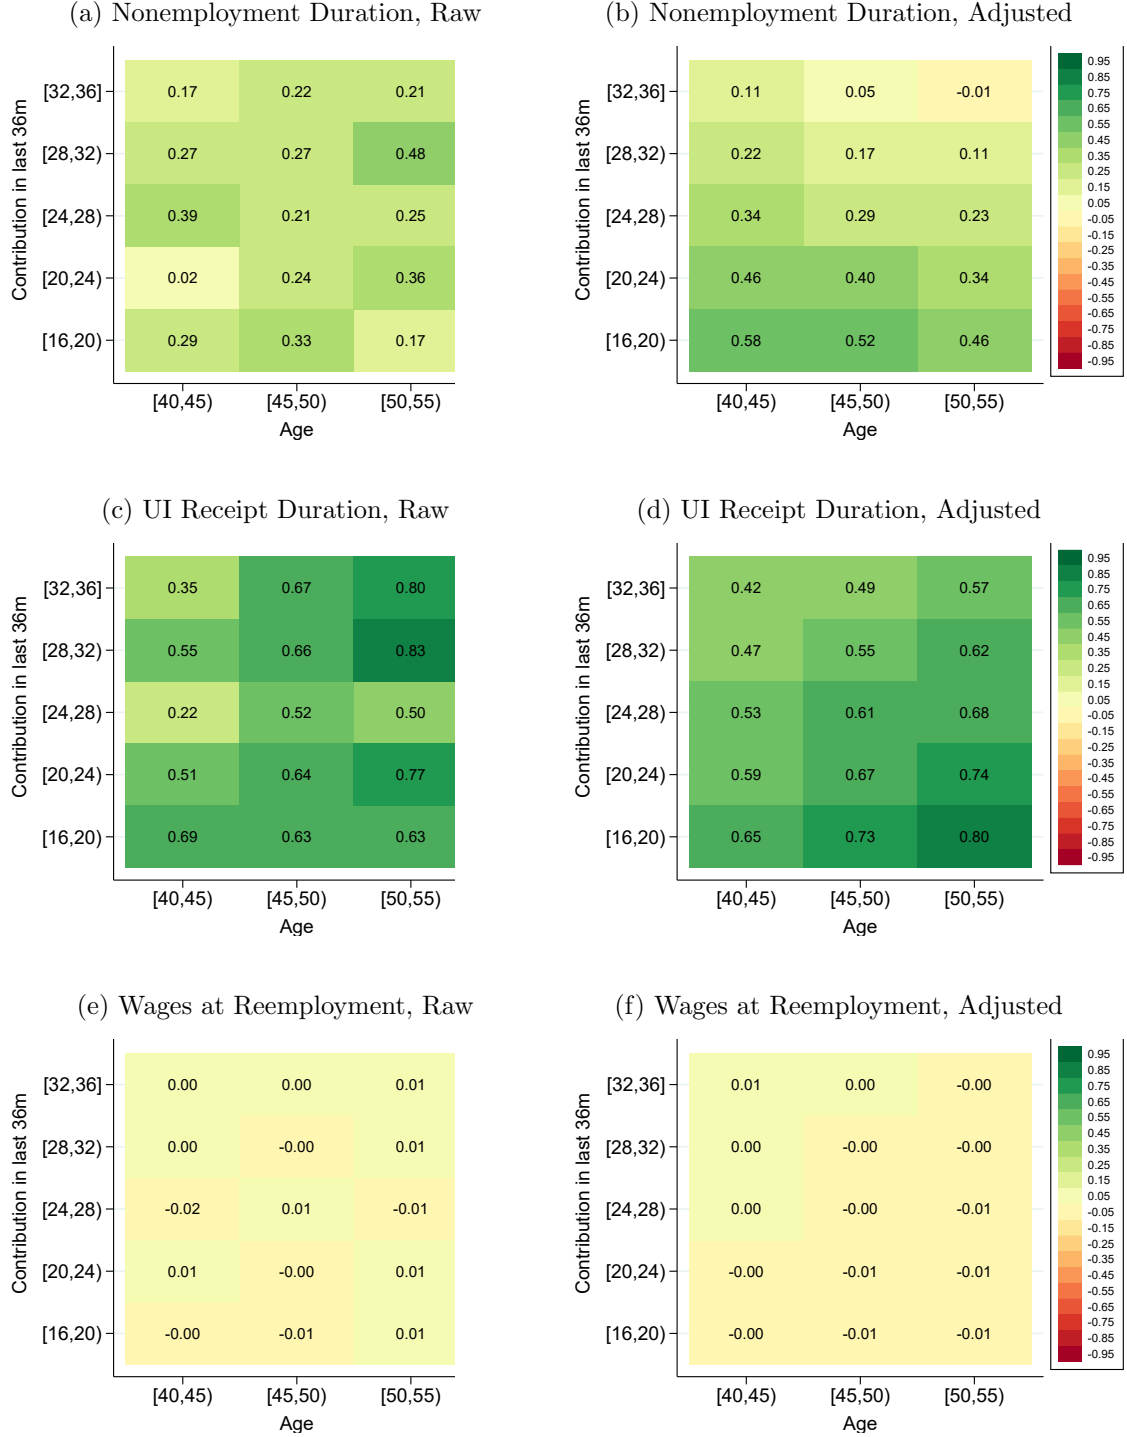 (a) Nonemployment Duration, Raw
Contribution in last 36m
[32,36] 0.17 0.22 0.21
[28,32) 0.27 0.27 0.48
[24,28) 0.39 0.21 0.25
[20,24) 0.02 0.24 0.36
[16,20) 0.29 0.33 0.17
[40,45) [45,50) [50,55)
Age
(b) Nonemployment Duration, Adjusted
Contribution in last 36m
[32,36] 0.11 0.05 -0.01
[28,32) 0.22 0.17 0.11
[24,28) 0.34 0.29 0.23
[20,24) 0.46 0.40 0.34
[16,20) 0.58 0.52 0.46
[40,45) [45,50) [50,55)
Age
0.95
0.85
0.75
0.65
0.55
0.45
0.35
0.25
0.15
0.05
-0.05
-0.15
-0.25
-0.35
-0.45
-0.55
-0.65
-0.75
-0.85
-0.95
(c) UI Receipt Duration, Raw
Contribution in last 36m
[32,36] 0.35 0.67 0.80
[28,32) 0.55 0.66 0.83
[24,28) 0.22 0.52 0.50
[20,24) 0.51 0.64 0.77
[16,20) 0.69 0.63 0.63
[40,45) [45,50) [50,55)
Age
(d) UI Receipt Duration, Adjusted
Contribution in last 36m
[32,36] 0.42 0.49 0.57
[28,32) 0.47 0.55 0.62
[24,28) 0.53 0.61 0.68
[20,24) 0.59 0.67 0.74
[16,20) 0.65 0.73 0.80
[40,45) [45,50) [50,55)
Age
0.95
0.85
0.75
0.65
0.55
0.45
0.35
0.25
0.15
0.05
-0.05
-0.15
-0.25
-0.35
-0.45
-0.55
-0.65
-0.75
-0.85
-0.95
(e) Wages at Reemployment, Raw
Contribution in last 36m
[32,36] 0.00 0.00 0.01
[28,32) 0.00 -0.00 0.01
[24,28) -0.02 0.01 -0.01
[20,24) 0.01 -0.00 0.01
[16,20) -0.00 -0.01 0.01
[40,45) [45,50) [50,55)
Age
(f) Wages at Reemployment, Adjusted
Contribution in last 36m
[32,36] 0.01 0.00 -0.00
[28,32) 0.00 -0.00 -0.00
[24,28) 0.00 -0.00 -0.01
[20,24) -0.00 -0.01 -0.01
[16,20) -0.00 -0.01 -0.01
[40,45) [45,50) [50,55)
Age
0.95
0.85
0.75
0.65
0.55
0.45
0.35
0.25
0.15
0.05
-0.05
-0.15
-0.25
-0.35
-0.45
-0.55
-0.65
-0.75
-0.85
-0.95